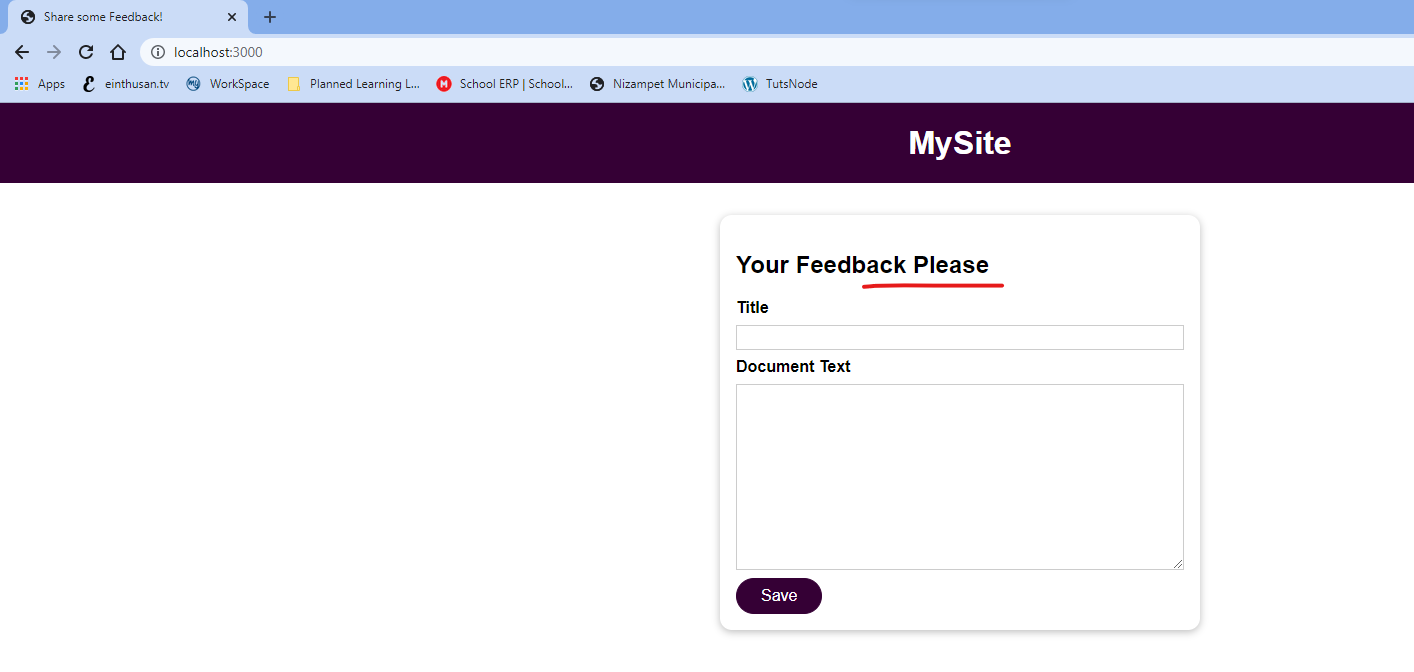 Share some Feedback!
localhost:3000
Apps einthusan.tv WorkSpace Planned Learning L... School ERP | School... Nizampet Municipa... TutsNode
MySite
Your Feedback Please
Title
Document Text
Save